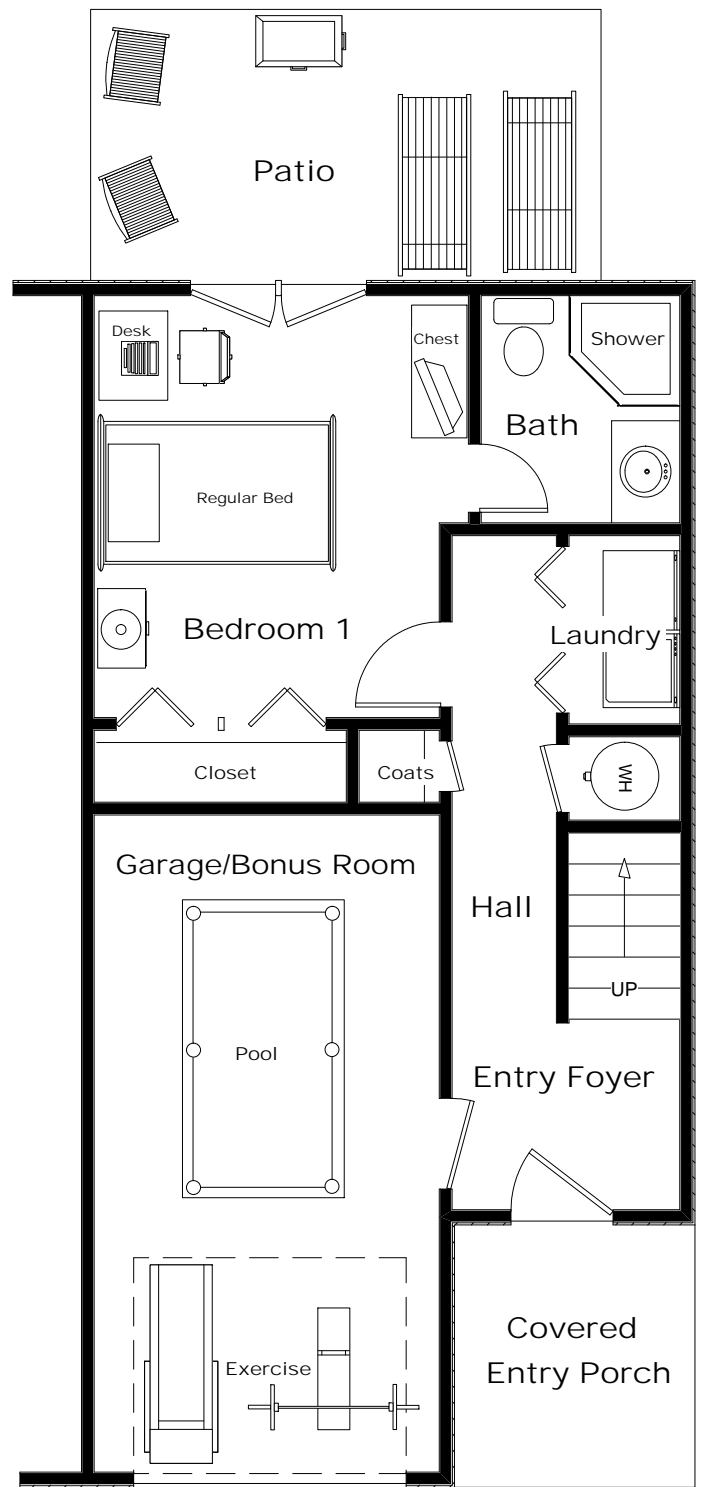 Patio
Desk
Chest
Shower
Bath
Regular Bed
Bedroom 1
Laundry
Closet
Coats
WH
Garage/Bonus Room
Hall
UP
Pool
Entry Foyer
Exercise
Covered
Entry Porch